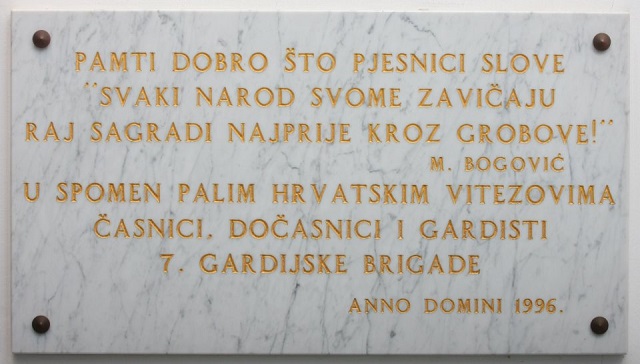 PAMTI DOBRO ŠTO PJESNICI SLOVE
¨SVAKI NAROD SVOME ZAVIČAJU
RAJ SAGRADI NAJPRIJE KROZ GROBOVE!¨
M. BOGOVIĆ
U SPOMEN PALIM HRVATSKIM VITEZOVIMA
ČASNICI. DOČASNICI I GARDISTI
7. GARDIJSKE BRIGADE
ANNO DOMINI 1996.